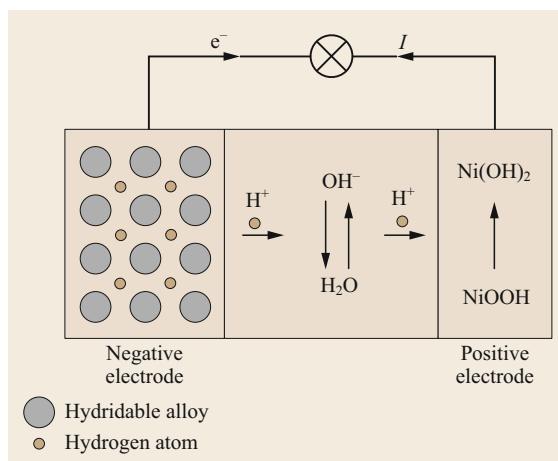 e⁻
I
H⁺
OH⁻
H₂O
H⁺
Ni(OH)₂
NiOOH
Negative
electrode
Positive
electrode
Hydridable alloy
Hydrogen atom